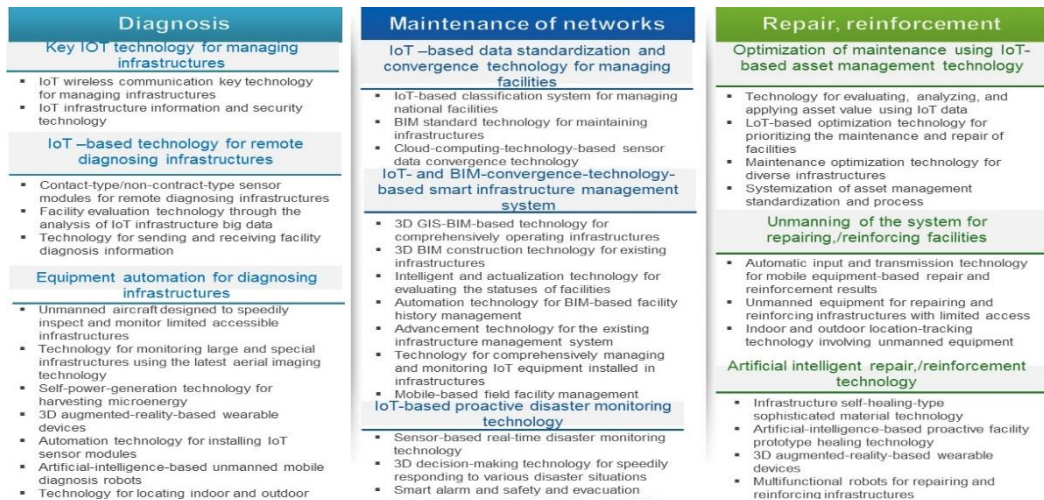 Diagnosis
Key IOT technology for managing
infrastructures
▪ IoT wireless communication key technology
for managing infrastructures
▪ IoT infrastructure information and security
technology
IoT –based technology for remote
diagnosing infrastructures
▪ Contact-type/non-contract-type sensor
modules for remote diagnosing infrastructures
▪ Facility evaluation technology through the
analysis of IoT infrastructure big data
▪ Technology for sending and receiving facility
diagnosis information
Equipment automation for diagnosing
infrastructures
▪ Unmanned aircraft designed to speedily
inspect and monitor limited accessible
infrastructures
▪ Technology for monitoring large and special
infrastructures using the latest aerial imaging
technology
▪ Self-power-generation technology for
harvesting microenergy
▪ 3D augmented-reality-based wearable
devices
▪ Automation technology for installing IoT
sensor modules
▪ Artificial-intelligence-based unmanned mobile
diagnosis robots
▪ Technology for locating indoor and outdoor
Maintenance of networks
IoT –based data standardization and
convergence technology for managing
facilities
▪ IoT-based classification system for managing
national facilities
▪ BIM standard technology for maintaining
infrastructures
▪ Cloud-computing-technology-based sensor
data convergence technology
IoT- and BIM-convergence-technology-
based smart infrastructure management
system
▪ 3D GIS-BIM-based technology for
comprehensively operating infrastructures
▪ 3D BIM construction technology for existing
infrastructures
▪ Intelligent and actualization technology for
evaluating the statuses of facilities
▪ Automation technology for BIM-based facility
history management
▪ Advancement technology for the existing
infrastructure management system
▪ Technology for comprehensively managing
and monitoring IoT equipment installed in
infrastructures
▪ Mobile-based field facility management
IoT-based proactive disaster monitoring
technology
▪ Sensor-based real-time disaster monitoring
technology
▪ 3D decision-making technology for speedily
responding to various disaster situations
▪ Smart alarm and safety and evacuation
Repair, reinforcement
Optimization of maintenance using IoT-
based asset management technology
▪ Technology for evaluating, analyzing, and
applying asset value using IoT data
▪ LoT-based optimization technology for
prioritizing the maintenance and repair of
facilities
▪ Maintenance optimization technology for
diverse infrastructures
▪ Systemization of asset management
standardization and process
Unmanning of the system for
repairing,/reinforcing facilities
▪ Automatic input and transmission technology
for mobile equipment-based repair and
reinforcement results
▪ Unmanned equipment for repairing and
reinforcing infrastructures with limited access
▪ Indoor and outdoor location-tracking
technology involving unmanned equipment
Artificial intelligent repair,/reinforcement
technology
▪ Infrastructure self-healing-type
sophisticated material technology
▪ Artificial-intelligence-based proactive facility
prototype healing technology
▪ 3D augmented-reality-based wearable
devices
▪ Multifunctional robots for repairing and
reinforcing infrastructures